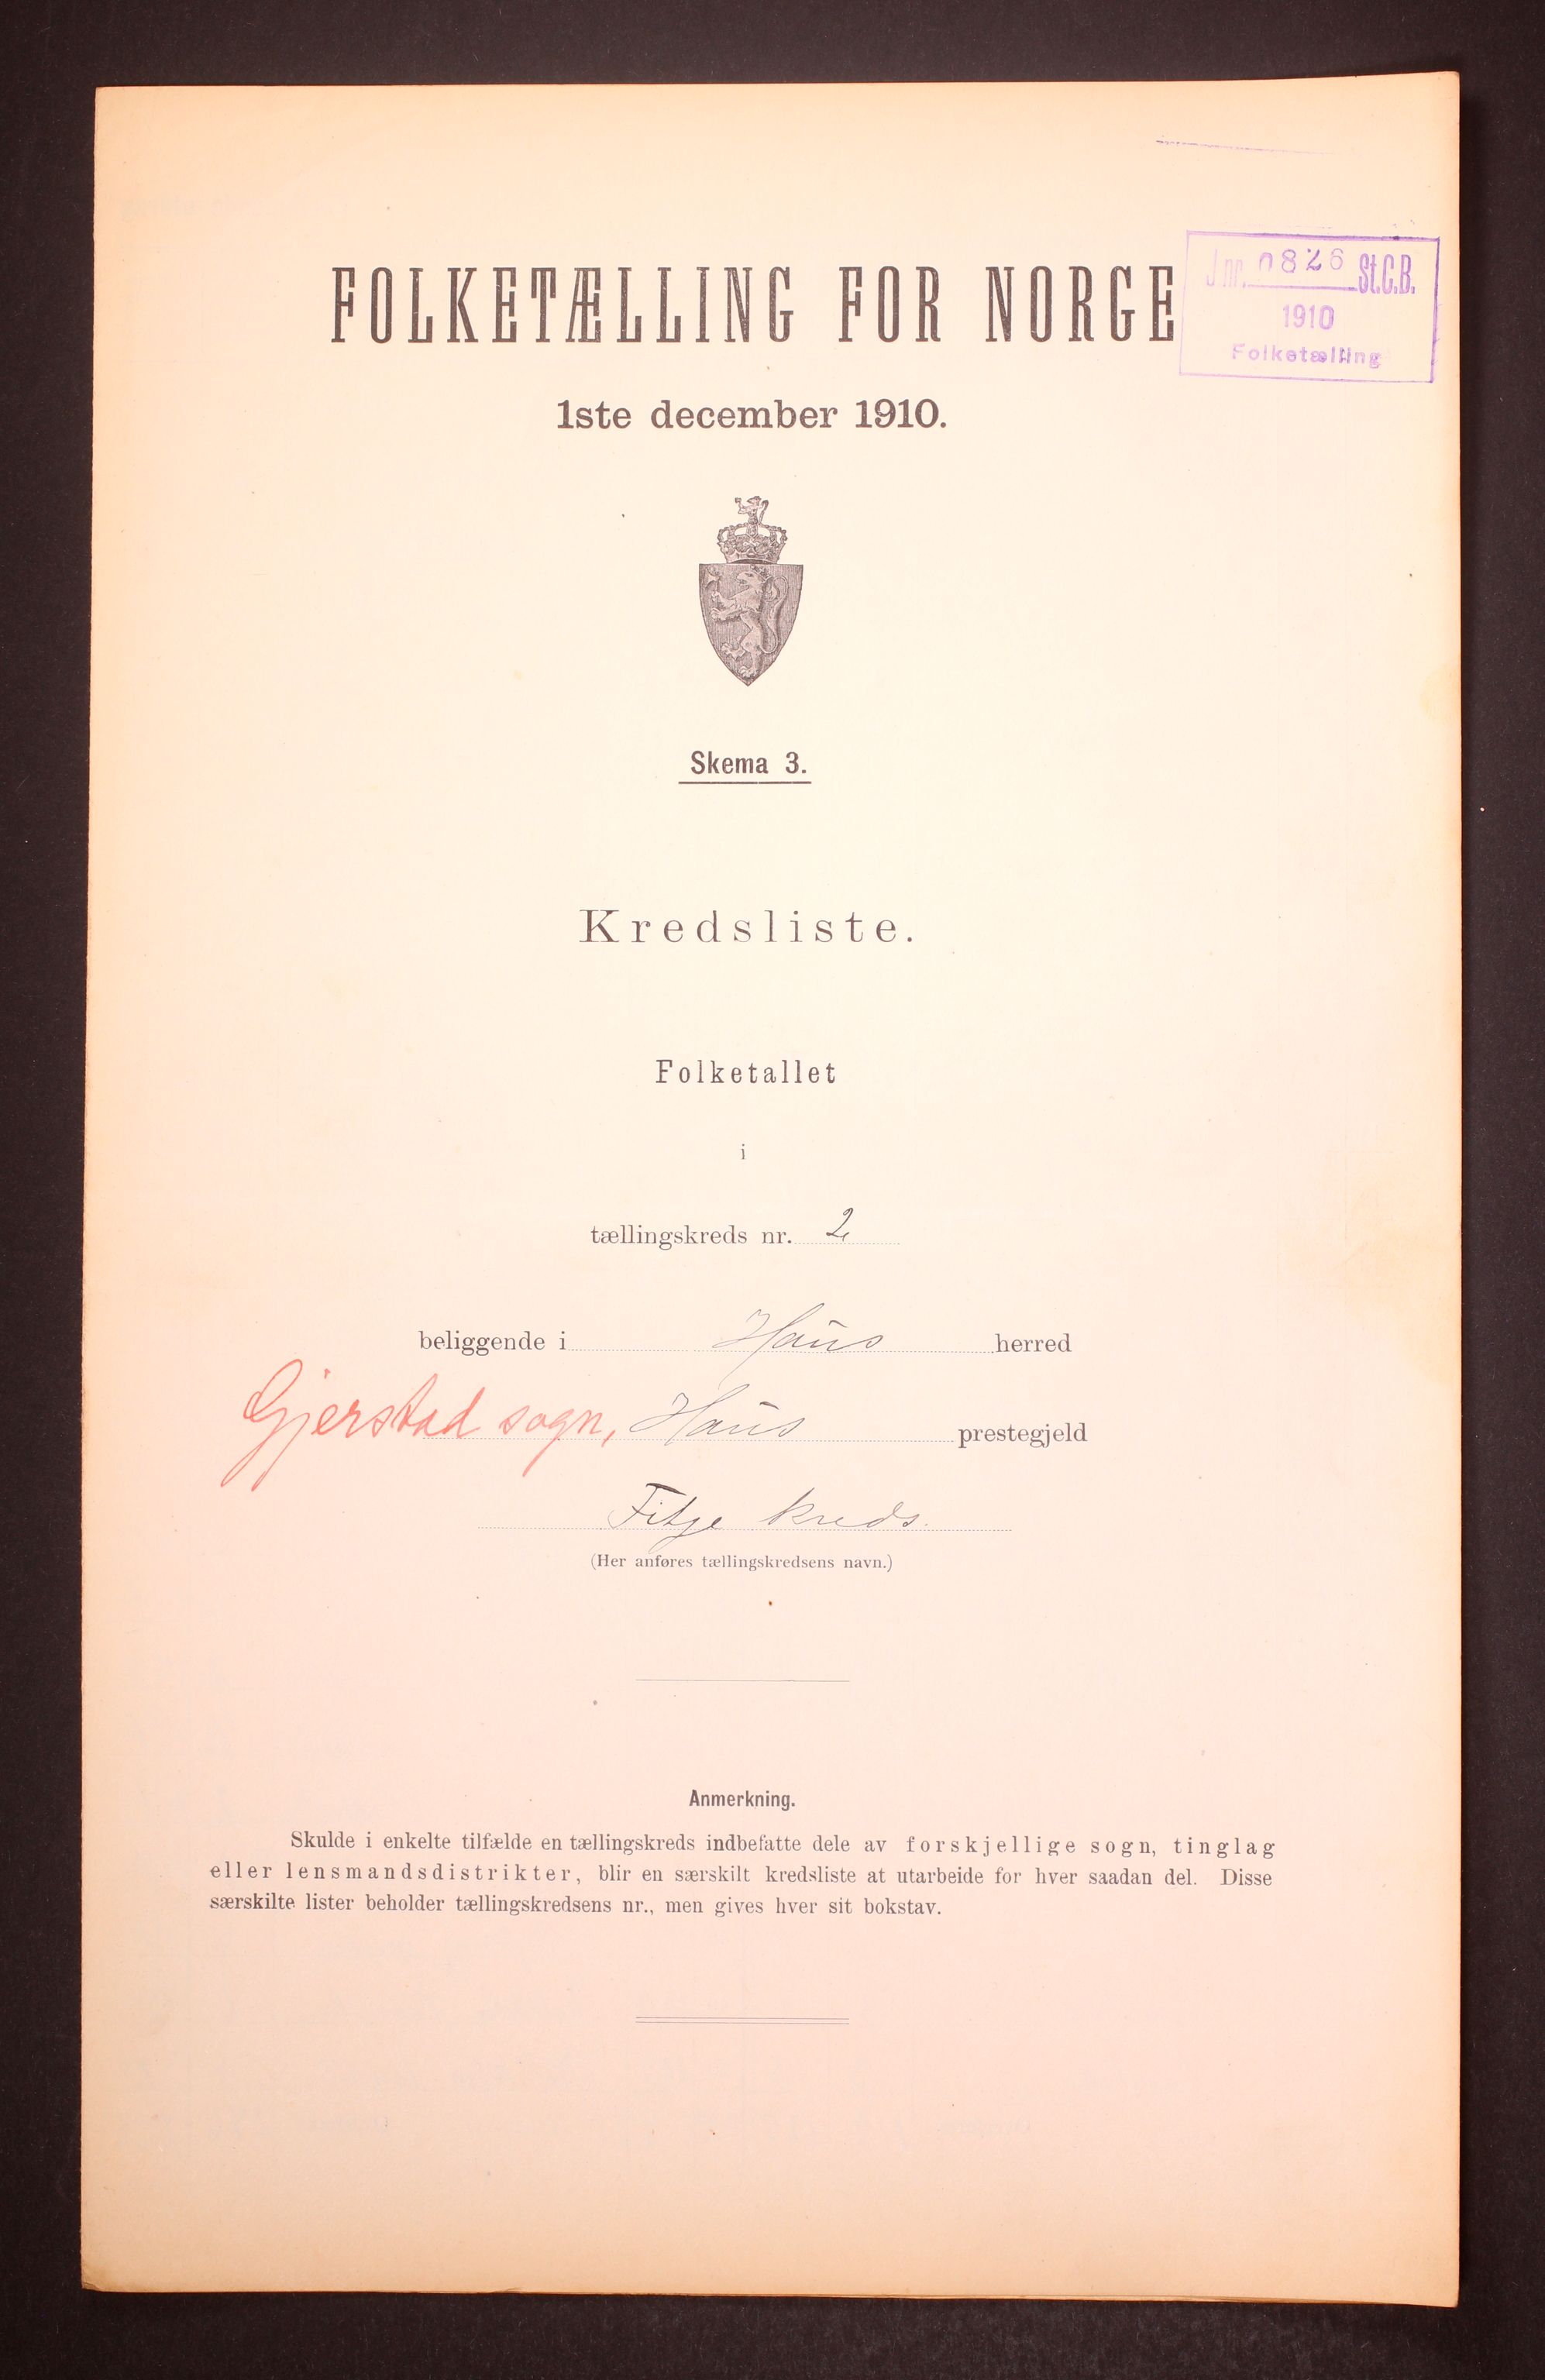 FOLKETÆLLING FOR NORGE
J nr. 0826 St.C.B.
1910
Folketælling
1ste december 1910.
Skema 3.
Kredsliste.
Folketallet
i
tællingskreds nr. 2
beliggende i Haus herred
Gjerstad sogn, Haus prestegjeld
Fitje kreds.
(Her anføres tællingskredsens navn.)
Anmerkning.
Skulde i enkelte tilfælde en tællingskreds indbefatte dele av forskjellige sogn, tinglag
eller lensmandsdistrikter, blir en særskilt kredsliste at utarbeide for hver saadan del. Disse
særskilte lister beholder tællingskredsens nr., men gives hver sit bokstav.